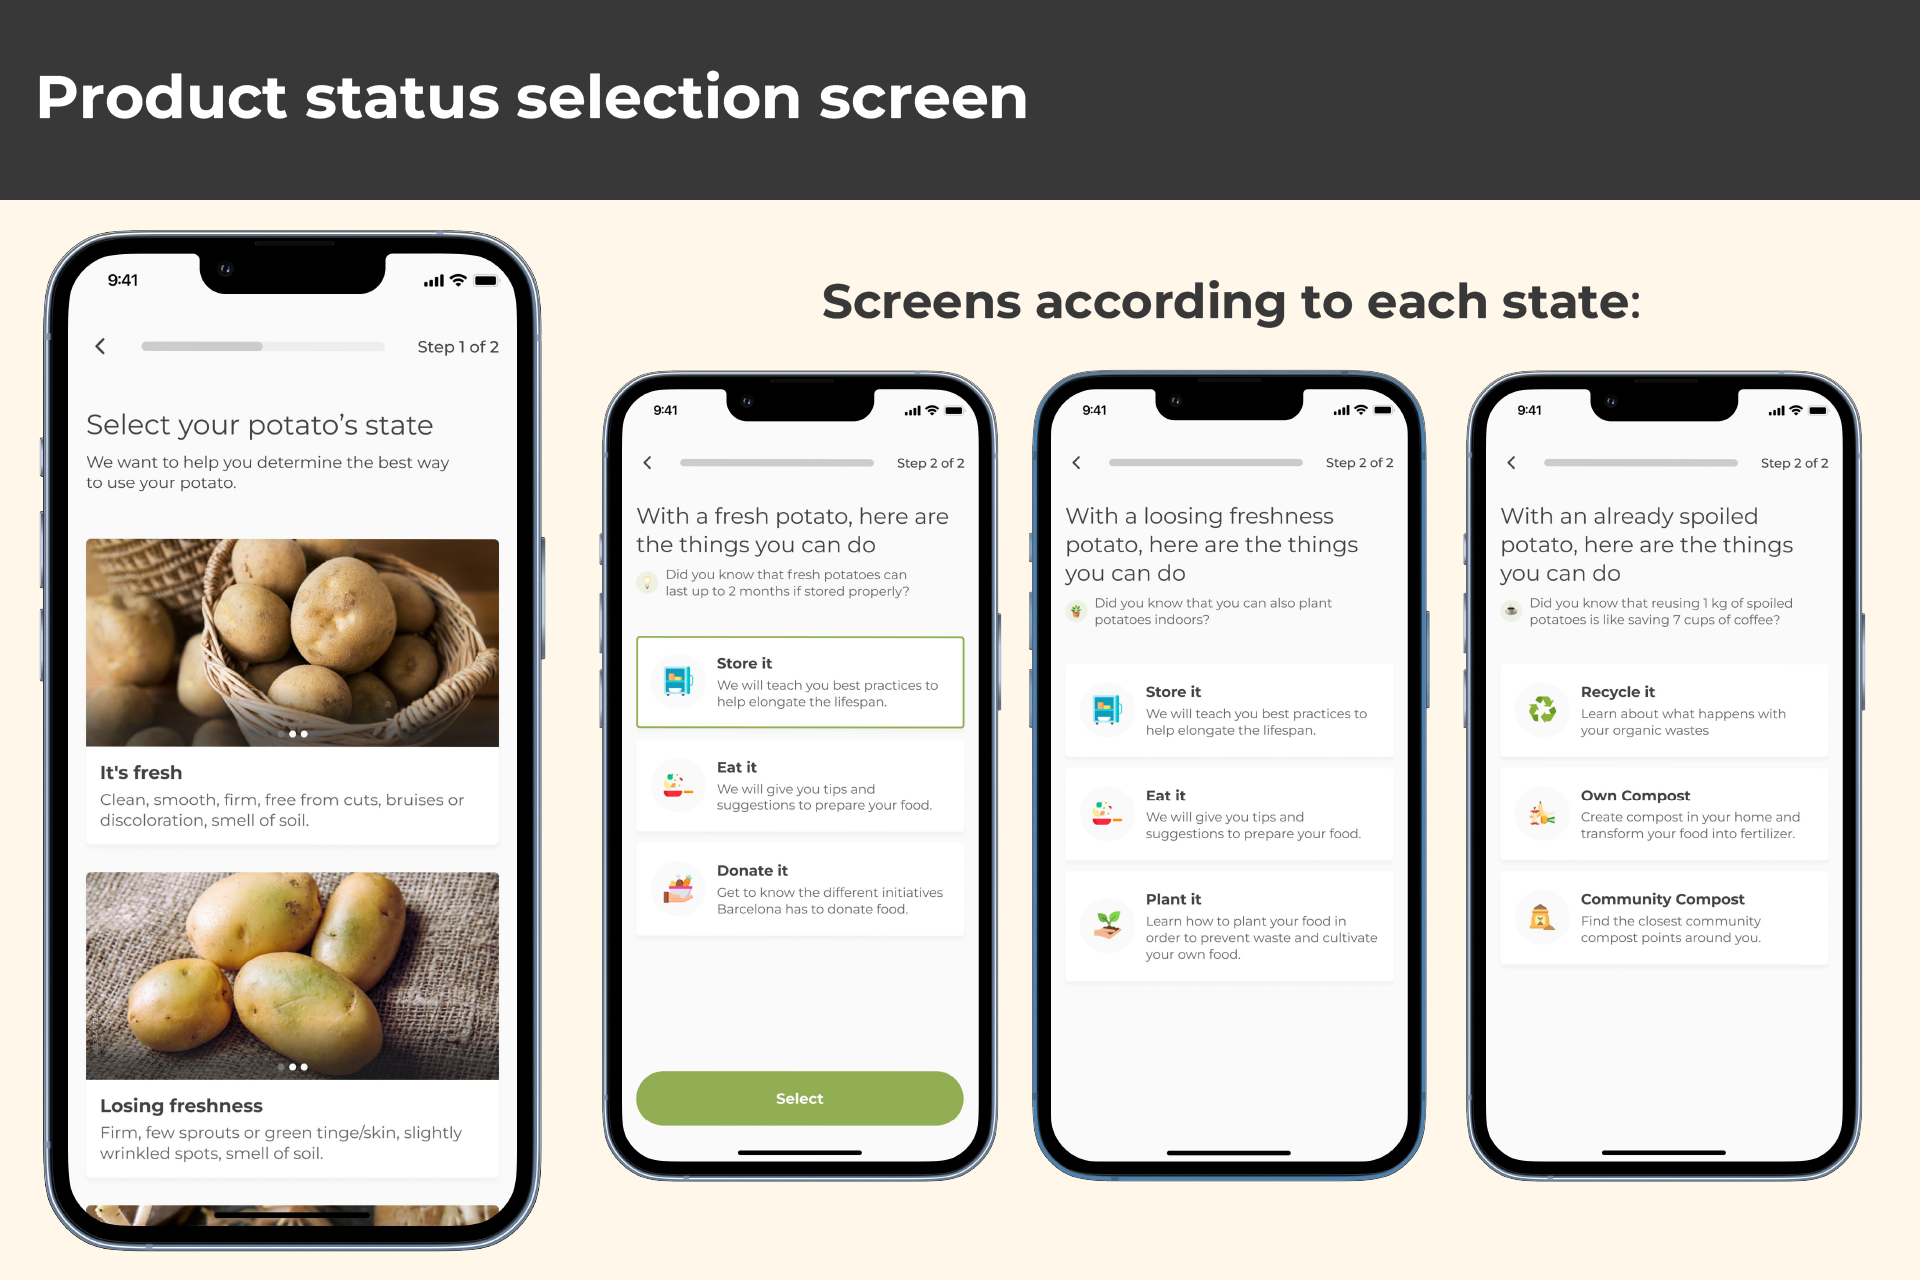 Product status selection screen
9:41
Step 1 of 2
Select your potato's state
We want to help you determine the best way
to use your potato.
It's fresh
Clean, smooth, firm, free from cuts, bruises or
discoloration, smell of soil.
Losing freshness
Firm, few sprouts or green tinge/skin, slightly
wrinkled spots, smell of soil.
Screens according to each state:
9:41
Step 2 of 2
With a fresh potato, here are
the things you can do
Did you know that fresh potatoes can
last up to 2 months if stored properly?
Store it
We will teach you best practices to
help elongate the lifespan.
Eat it
We will give you tips and
suggestions to prepare your food.
Donate it
Get to know the different initiatives
Barcelona has to donate food.
Select
9:41
Step 2 of 2
With a loosing freshness
potato, here are the things
you can do
Did you know that you can also plant
potatoes indoors?
Store it
We will teach you best practices to
help elongate the lifespan.
Eat it
We will give you tips and
suggestions to prepare your food.
Plant it
Learn how to plant your food in
order to prevent waste and cultivate
your own food.
9:41
Step 2 of 2
With an already spoiled
potato, here are the things
you can do
Did you know that reusing 1 kg of spoiled
potatoes is like saving 7 cups of coffee?
Recycle it
Learn about what happens with
your organic wastes
Own Compost
Create compost in your home and
transform your food into fertilizer.
Community Compost
Find the closest community
compost points around you.